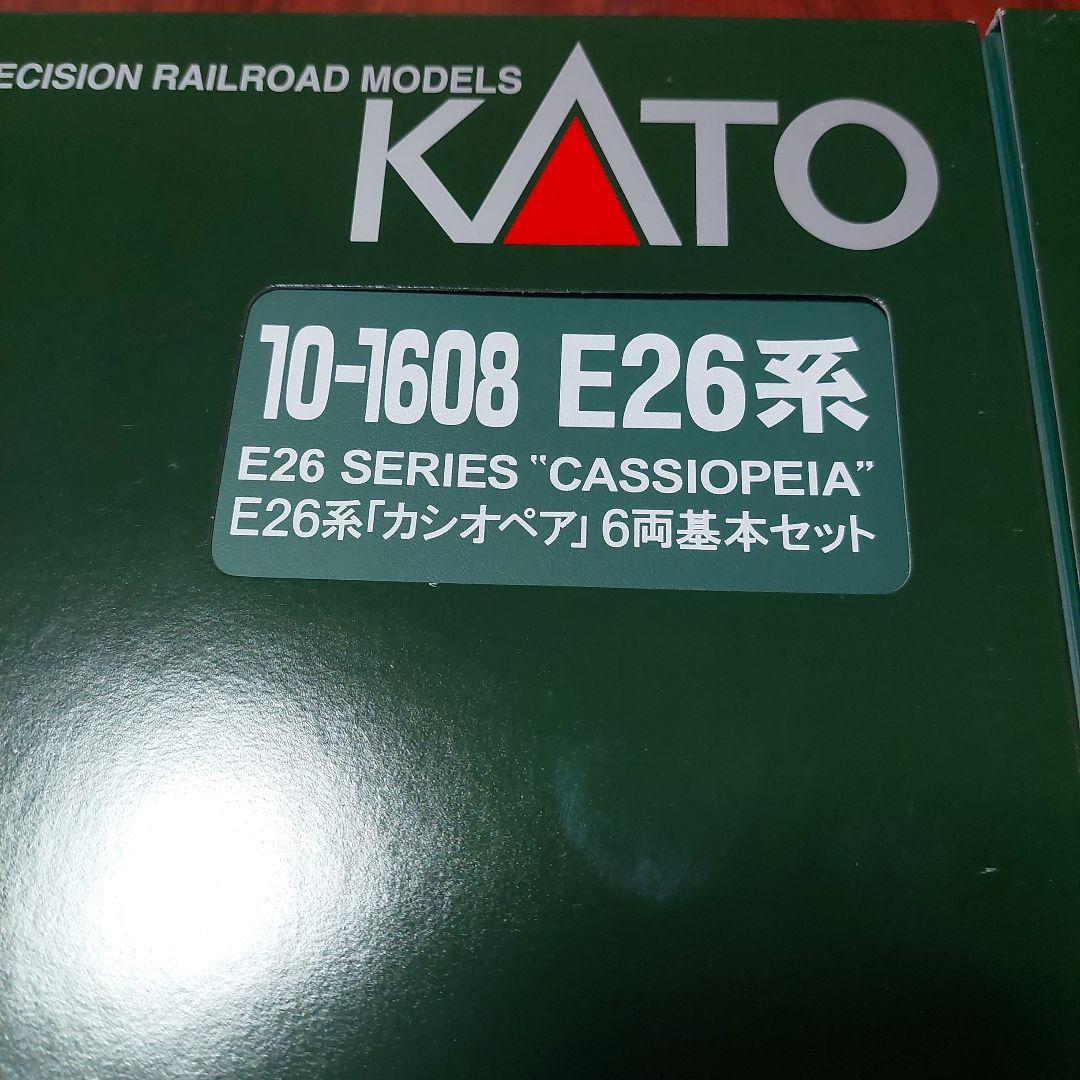 ECISION RAILROAD MODELS
KATO
10-1608 E26系
E26 SERIES "CASSIOPEIA"
E26系「カシオペア」6両基本セット